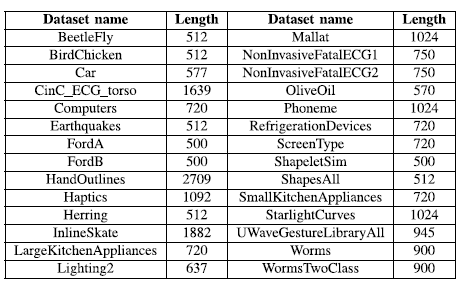 Dataset name Length Dataset name Length
BeetleFly 512 Mallat 1024
BirdChicken 512 NonInvasiveFatalECG1 750
Car 577 NonInvasiveFatalECG2 750
CinC_ECG_torso 1639 OliveOil 570
Computers 720 Phoneme 1024
Earthquakes 512 RefrigerationDevices 720
FordA 500 ScreenType 720
FordB 500 ShapeletSim 500
HandOutlines 2709 ShapesAll 512
Haptics 1092 SmallKitchenAppliances 720
Herring 512 StarlightCurves 1024
InlineSkate 1882 UWaveGestureLibraryAll 945
LargeKitchenAppliances 720 Worms 900
Lighting2 637 WormsTwoClass 900